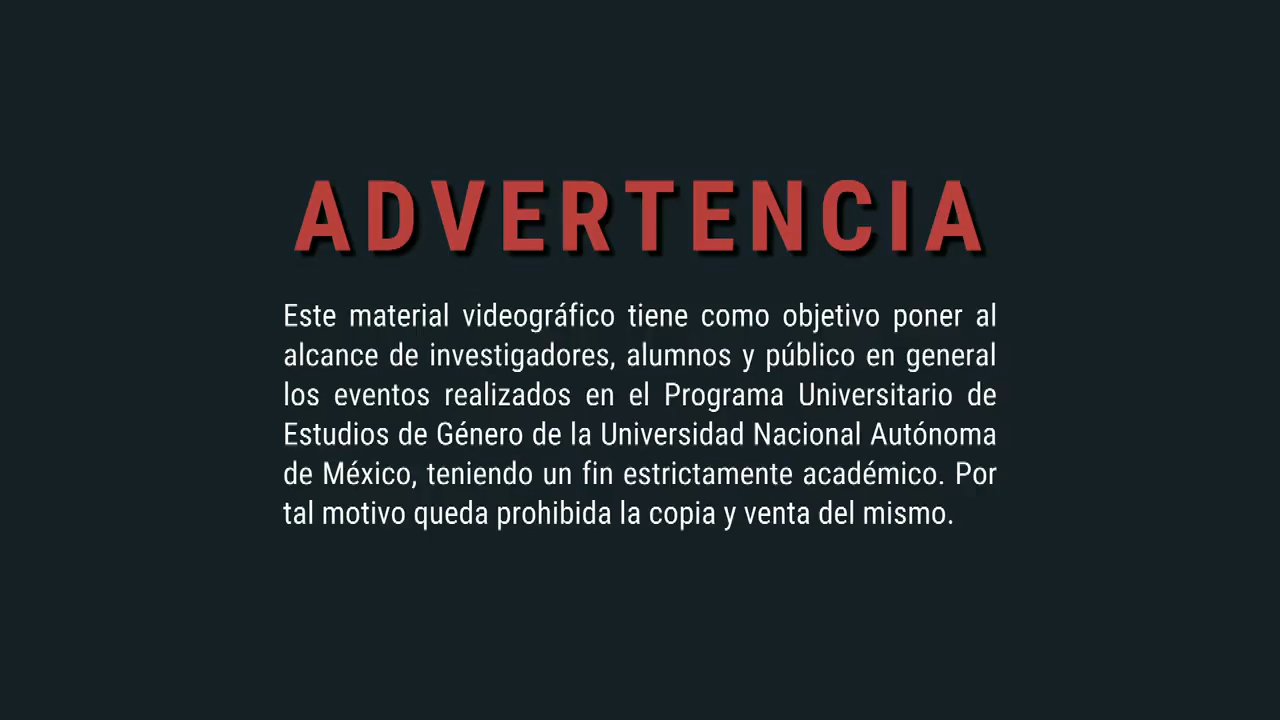 ADVERTENCIA
Este material videográfico tiene como objetivo poner al
alcance de investigadores, alumnos y público en general
los eventos realizados en el Programa Universitario de
Estudios de Género de la Universidad Nacional Autónoma
de México, teniendo un fin estrictamente académico. Por
tal motivo queda prohibida la copia y venta del mismo.